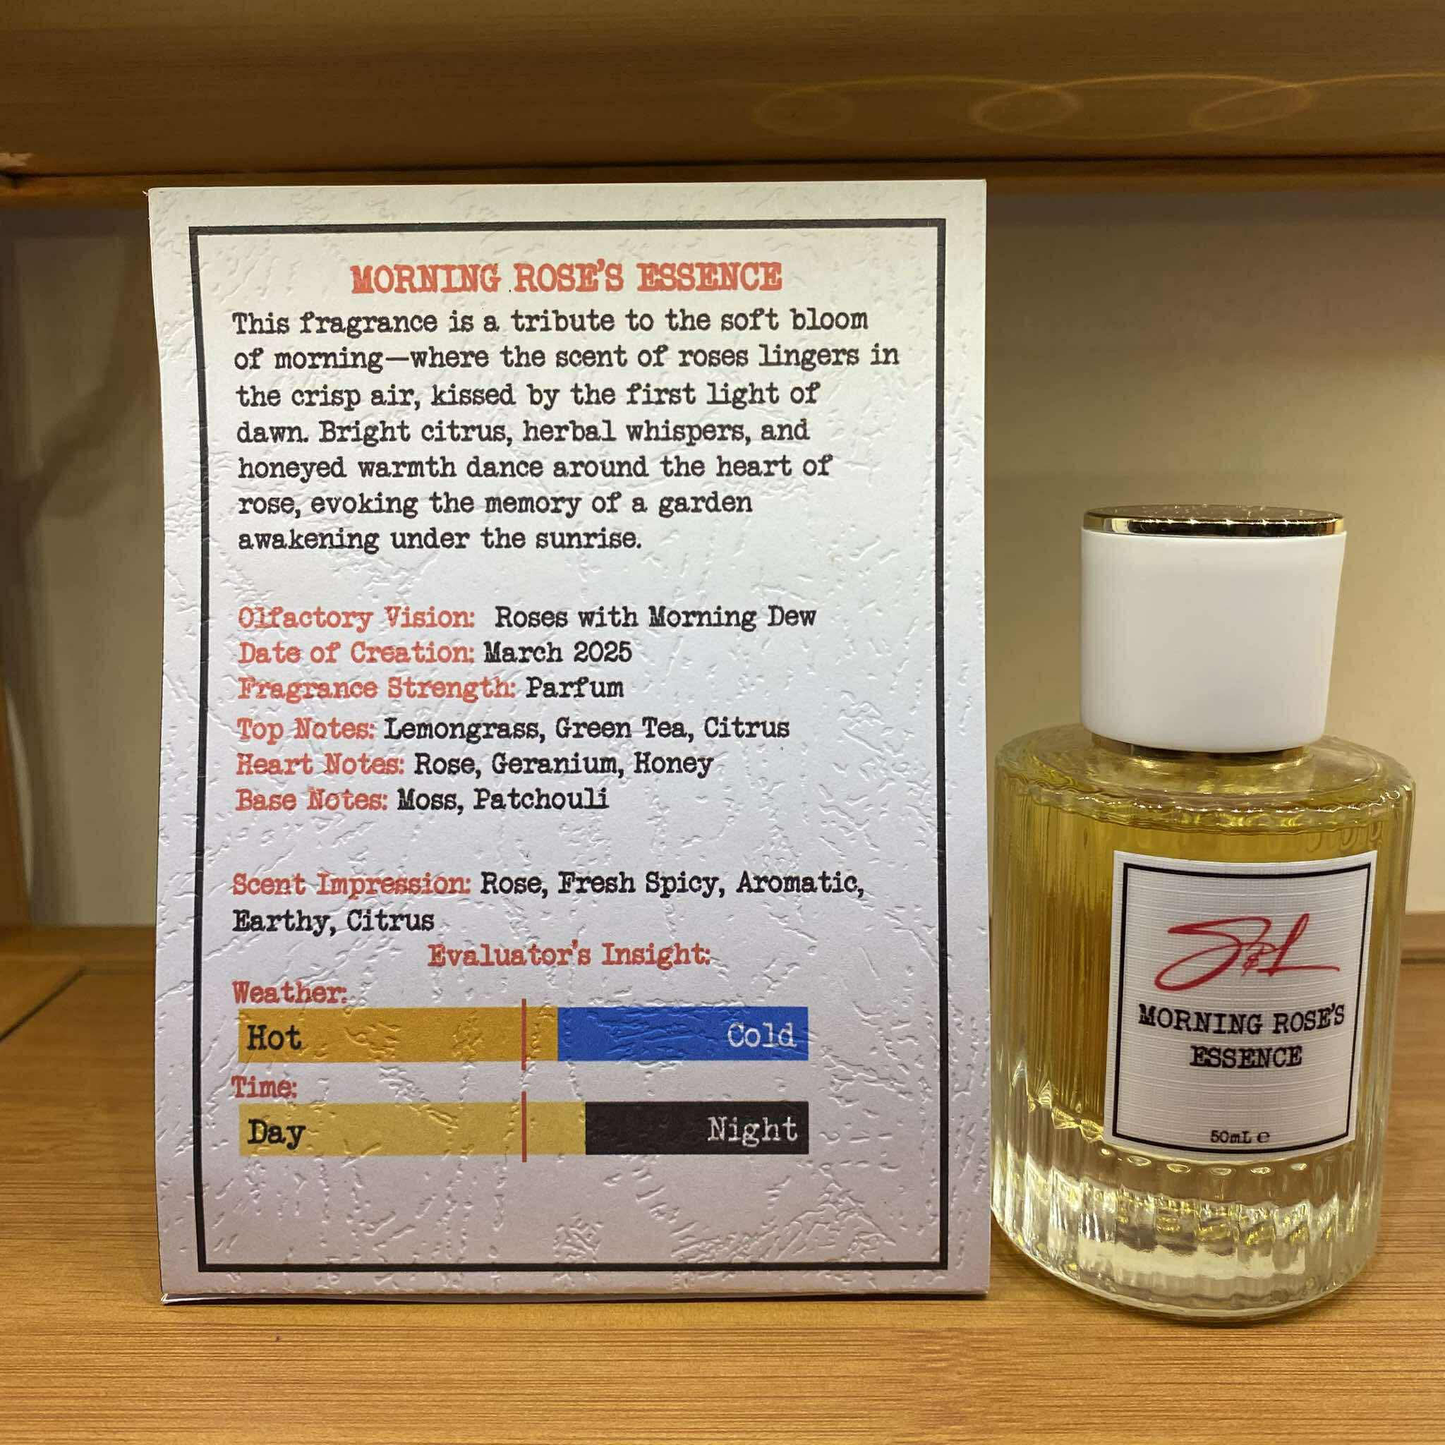 MORNING ROSE'S ESSENCE
This fragrance is a tribute to the soft bloom
of morning—where the scent of roses lingers in
the crisp air, kissed by the first light of
dawn. Bright citrus, herbal whispers, and
honeyed warmth dance around the heart of
rose, evoking the memory of a garden
awakening under the sunrise.
Olfactory Vision: Roses with Morning Dew
Date of Creation: March 2025
Fragrance Strength: Parfum
Top Notes: Lemongrass, Green Tea, Citrus
Heart Notes: Rose, Geranium, Honey
Base Notes: Moss, Patchouli
Scent Impression: Rose, Fresh Spicy, Aromatic,
Earthy, Citrus
Evaluator's Insight:
Weather:
Hot Cold
Time:
Day Night
S&L
MORNING ROSE'S
ESSENCE
50mL e